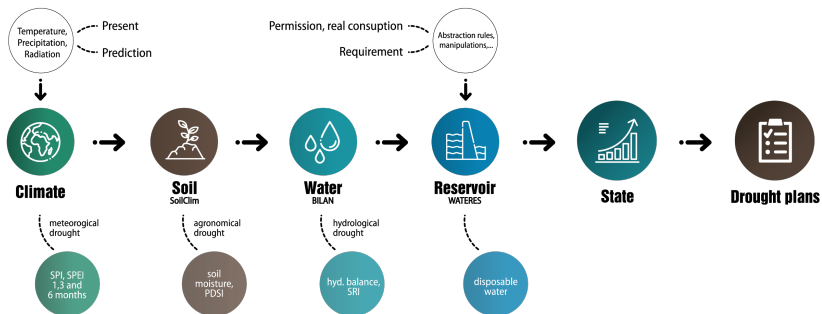 Temperature,
Precipitation,
Radiation
Present
Prediction
Permission, real consuption
Requirement
Abstraction rules,
manipulations,...
Climate
Soil
SoilClim
Water
BILAN
Reservoir
WATERES
State
Drought plans
meteorogical
drought
agronomical
drought
hydrological
drought
SPI, SPEI
1,3 and
6 months
soil
moisture,
PDSI
hyd. balance,
SRI
disposable
water